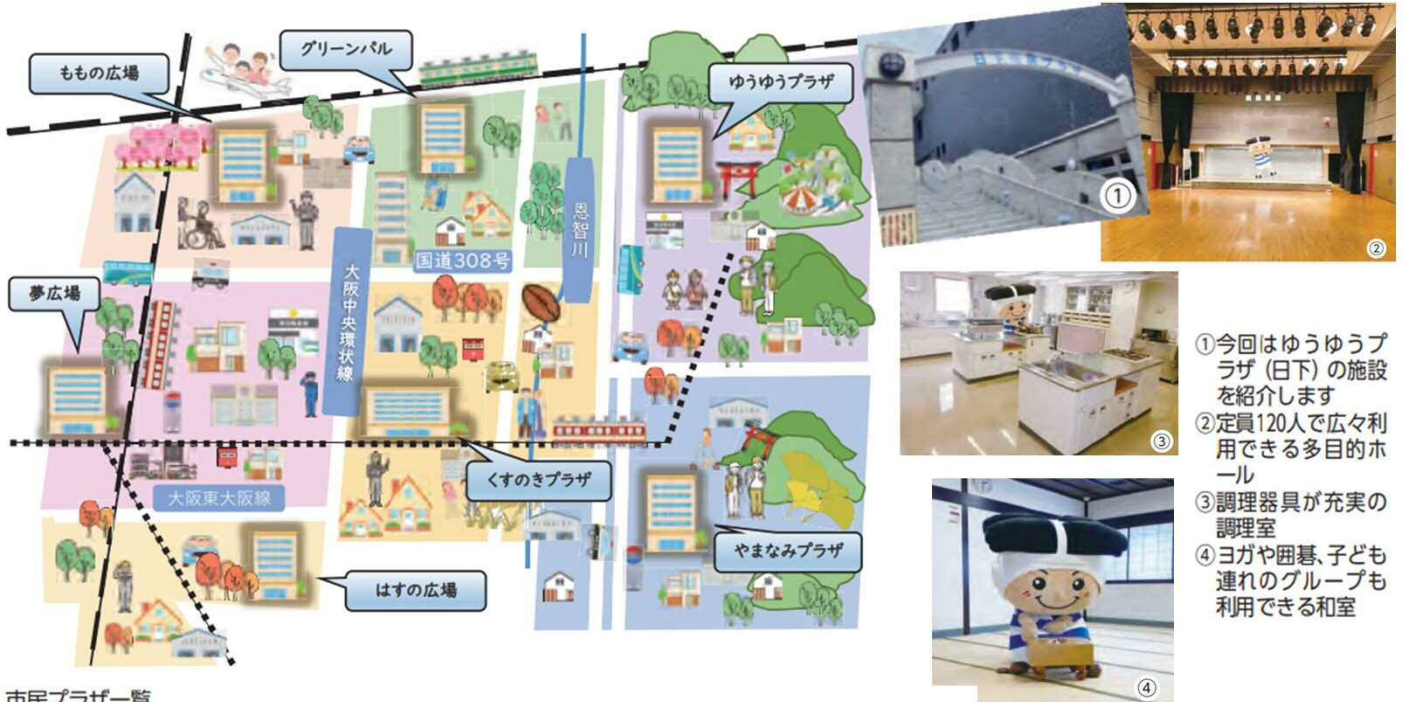 グリーンパル
ももの広場
ゆうゆうプラザ
恩智川
国道308号
大阪中央環状線
夢広場
くすのきプラザ
大阪東大阪線
やまなみプラザ
はすの広場
①
②
③
④
①今回はゆうゆうプ
ラザ（日下）の施設
を紹介します
②定員120人で広々利
用できる多目的ホ
ール
③調理器具が充実の
調理室
④ヨガや囲碁、子ども
連れのグループも
利用できる和室
市民プラザ一覧